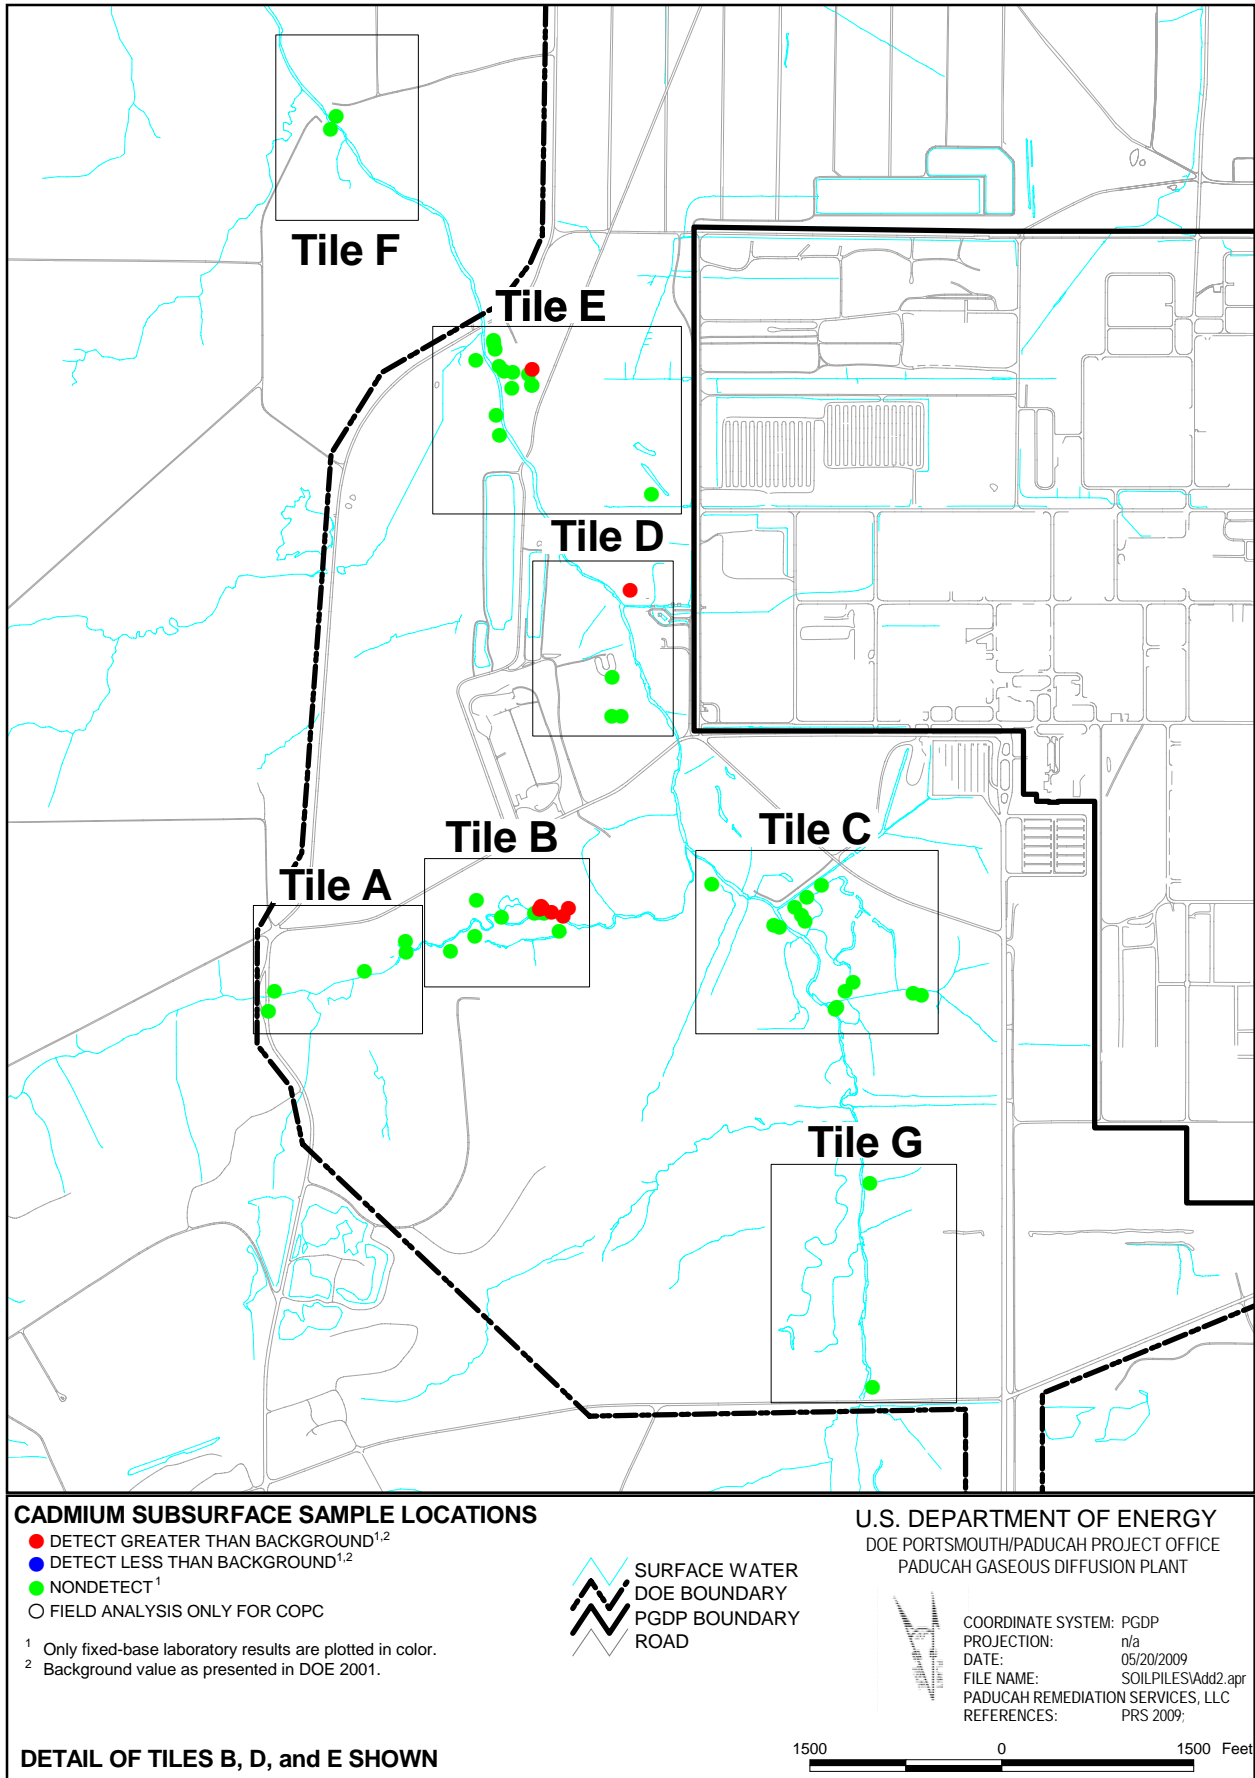 Tile F
Tile E
Tile D
Tile B
Tile C
Tile A
Tile G
CADMIUM SUBSURFACE SAMPLE LOCATIONS
DETECT GREATER THAN BACKGROUND1,2
DETECT LESS THAN BACKGROUND1,2
NONDETECT1
FIELD ANALYSIS ONLY FOR COPC
1 Only fixed-base laboratory results are plotted in color.
2 Background value as presented in DOE 2001.
DETAIL OF TILES B, D, and E SHOWN
SURFACE WATER
DOE BOUNDARY
PGDP BOUNDARY
ROAD
U.S. DEPARTMENT OF ENERGY
DOE PORTSMOUTH/PADUCAH PROJECT OFFICE
PADUCAH GASEOUS DIFFUSION PLANT
COORDINATE SYSTEM: PGDP
PROJECTION: n/a
DATE: 05/20/2009
FILE NAME: SOILPILES\Add2.apr
PADUCAH REMEDIATION SERVICES, LLC
REFERENCES: PRS 2009;
1500 0 1500 Feet